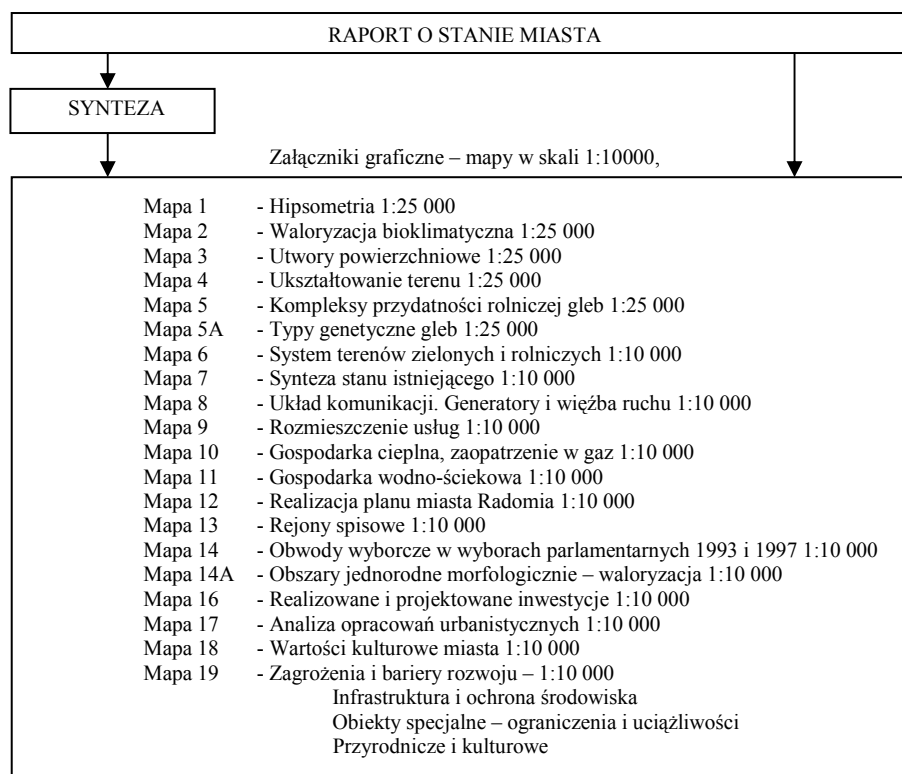 RAPORT O STANIE MIASTA
SYNTEZA
Załączniki graficzne – mapy w skali 1:10000,
Mapa 1 - Hipsometria 1:25 000
Mapa 2 - Waloryzacja bioklimatyczna 1:25 000
Mapa 3 - Utwory powierzchniowe 1:25 000
Mapa 4 - Ukształtowanie terenu 1:25 000
Mapa 5 - Kompleksy przydatności rolniczej gleb 1:25 000
Mapa 5A - Typy genetyczne gleb 1:25 000
Mapa 6 - System terenów zielonych i rolniczych 1:10 000
Mapa 7 - Synteza stanu istniejącego 1:10 000
Mapa 8 - Układ komunikacji. Generatory i więźba ruchu 1:10 000
Mapa 9 - Rozmieszczenie usług 1:10 000
Mapa 10 - Gospodarka cieplna, zaopatrzenie w gaz 1:10 000
Mapa 11 - Gospodarka wodno-ściekowa 1:10 000
Mapa 12 - Realizacja planu miasta Radomia 1:10 000
Mapa 13 - Rejony spisowe 1:10 000
Mapa 14 - Obwody wyborcze w wyborach parlamentarnych 1993 i 1997 1:10 000
Mapa 14A - Obszary jednorodne morfologicznie – waloryzacja 1:10 000
Mapa 16 - Realizowane i projektowane inwestycje 1:10 000
Mapa 17 - Analiza opracowań urbanistycznych 1:10 000
Mapa 18 - Wartości kulturowe miasta 1:10 000
Mapa 19 - Zagrożenia i bariery rozwoju – 1:10 000
Infrastruktura i ochrona środowiska
Obiekty specjalne – ograniczenia i uciążliwości
Przyrodnicze i kulturowe